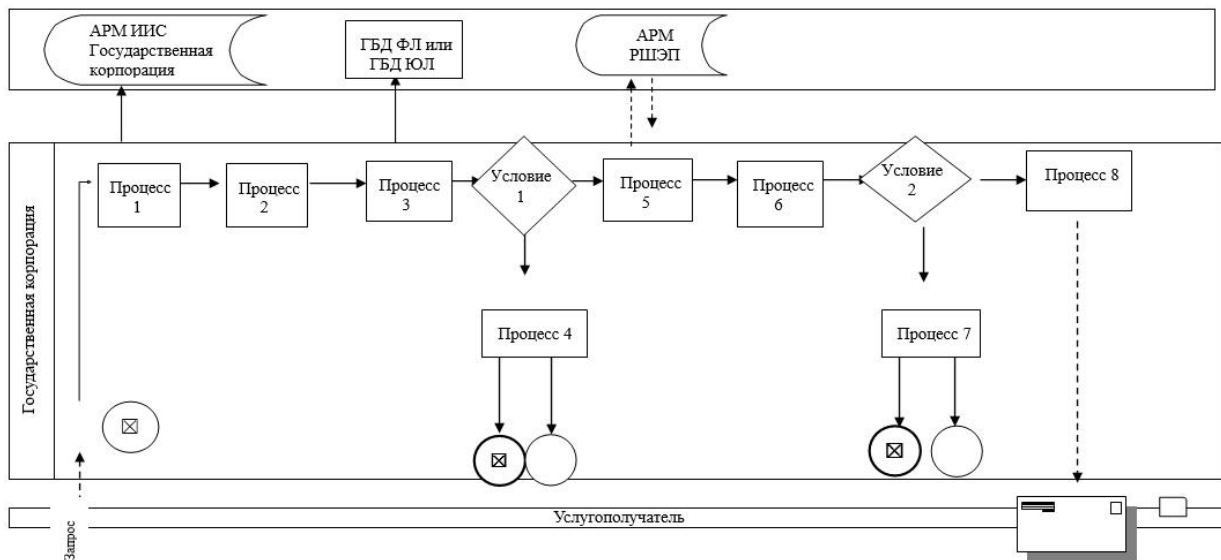 АРМ ИИС
Государственная
корпорация
ГБД ФЛ или
ГБД ЮЛ
АРМ
РШЭП
Государственная корпорация
Процесс
1
Процесс
2
Процесс
3
Условие
1
Процесс
5
Процесс
6
Условие
2
Процесс 8
Процесс 4
Процесс 7
Запрос
Услугополучатель